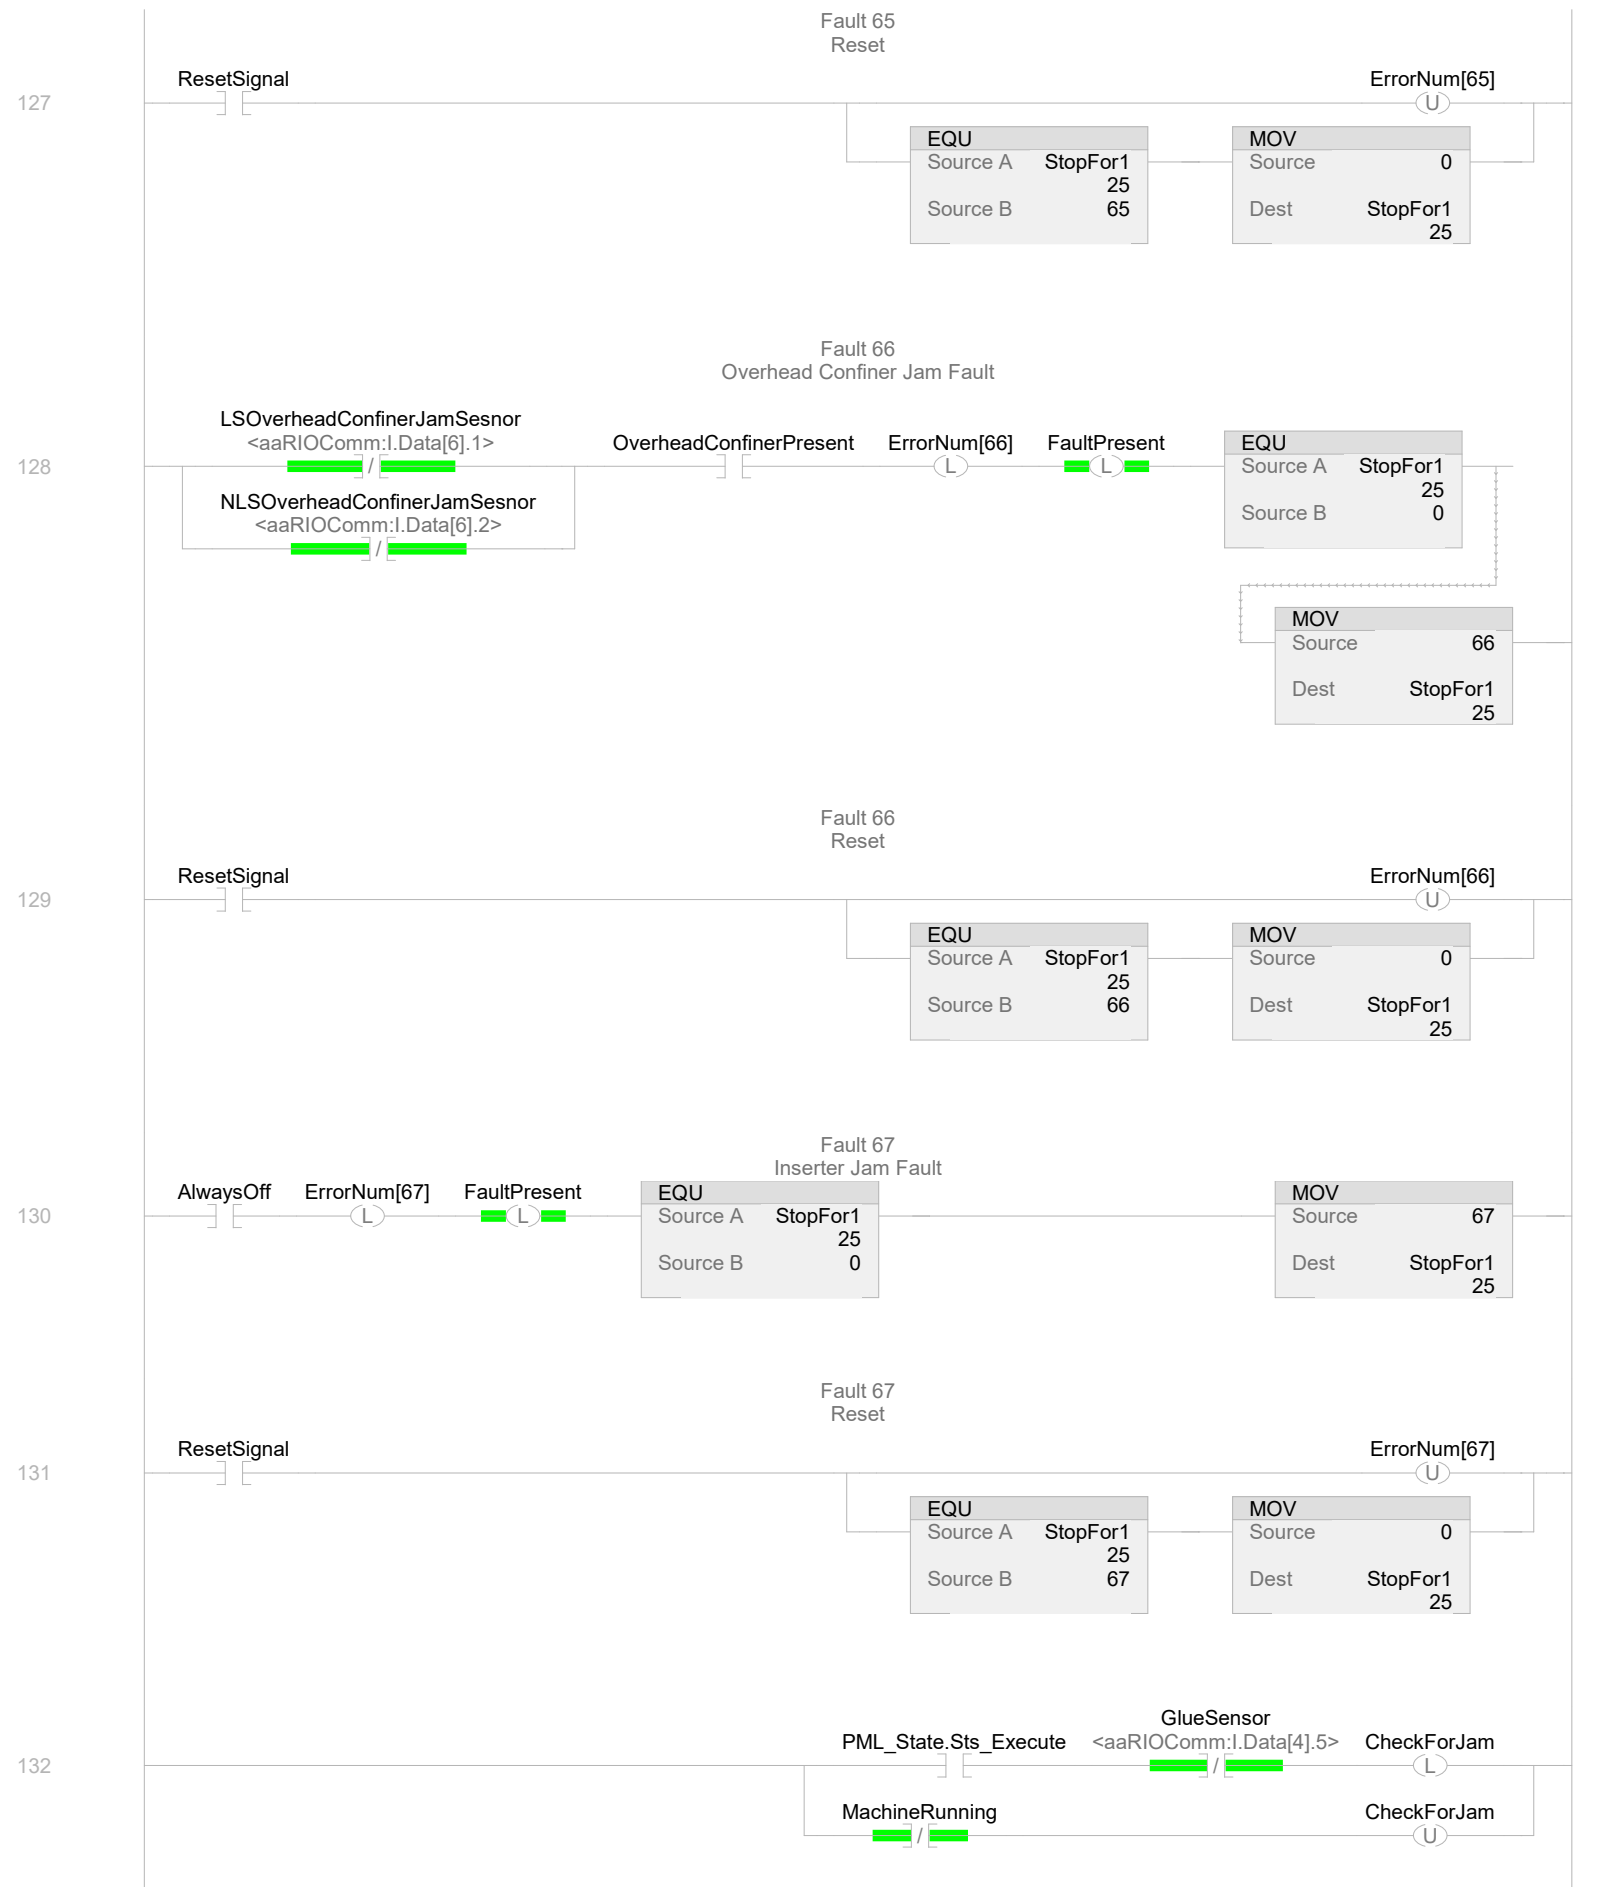 Fault 65
Reset
ResetSignal
ErrorNum[65]
127
U
EQU
Source A StopFor1
25
Source B 65
MOV
Source 0
Dest StopFor1
25
Fault 66
Overhead Confiner Jam Fault
LSOverheadConfinerJamSesnor
<aaRIOComm:I.Data[6].1>
OverheadConfinerPresent
ErrorNum[66]
FaultPresent
128
/
L
L
NLSOverheadConfinerJamSesnor
<aaRIOComm:I.Data[6].2>
/
EQU
Source A StopFor1
25
Source B 0
MOV
Source 66
Dest StopFor1
25
Fault 66
Reset
ResetSignal
ErrorNum[66]
129
U
EQU
Source A StopFor1
25
Source B 66
MOV
Source 0
Dest StopFor1
25
Fault 67
Inserter Jam Fault
AlwaysOff
ErrorNum[67]
FaultPresent
130
L
L
EQU
Source A StopFor1
25
Source B 0
MOV
Source 67
Dest StopFor1
25
Fault 67
Reset
ResetSignal
ErrorNum[67]
131
U
EQU
Source A StopFor1
25
Source B 67
MOV
Source 0
Dest StopFor1
25
GlueSensor
PML_State.Sts_Execute
<aaRIOComm:I.Data[4].5>
CheckForJam
132
/
L
MachineRunning
CheckForJam
/
U